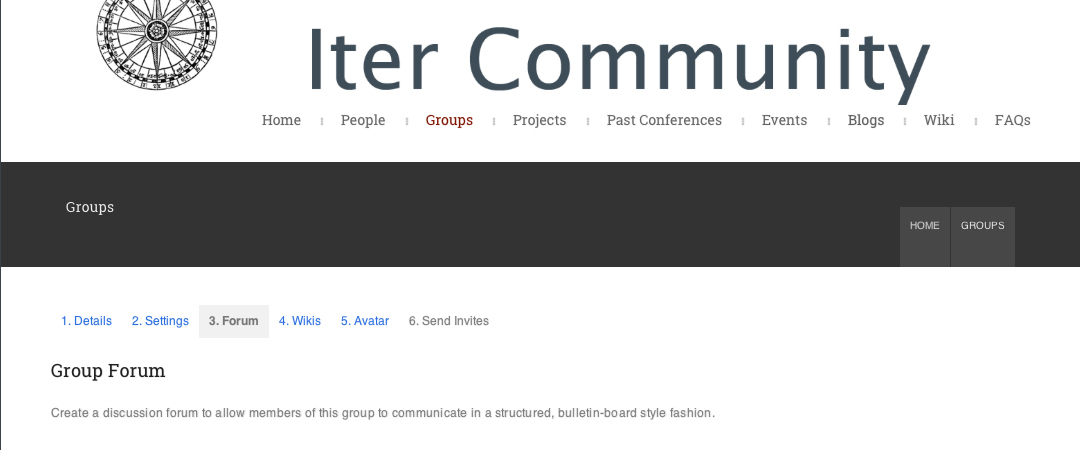 Iter Community
Home People Groups Projects Past Conferences Events Blogs Wiki FAQs
Groups
HOME GROUPS
1. Details 2. Settings 3. Forum 4. Wikis 5. Avatar 6. Send Invites
Group Forum
Create a discussion forum to allow members of this group to communicate in a structured, bulletin-board style fashion.